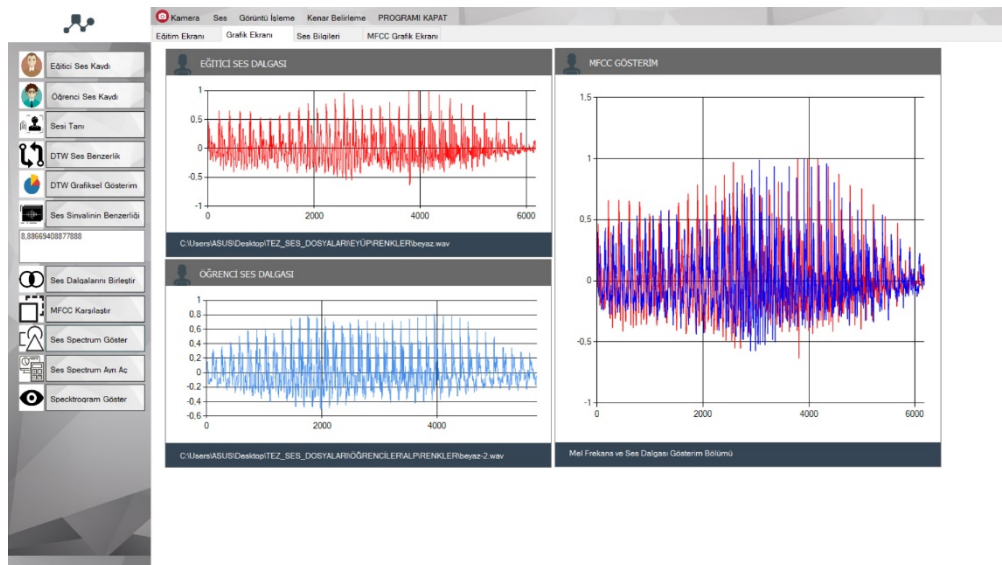 Kamera Ses Görüntü İşleme Kenar Belirleme PROGRAMI KAPAT
Eğitim Ekranı Grafik Ekranı Ses Bilgileri MFCC Grafik Ekranı
Eğitici Ses Kaydı
Öğrenci Ses Kaydı
Sesi Tanı
DTW Ses Benzerlik
DTW Grafiksel Gösterim
Ses Sinyalinin Benzerliği
8,88669408877888
Ses Dalgalarını Birleştir
MFCC Karşılaştır
Ses Spectrum Göster
Ses Spectrum Ayrı Aç
Specktrogram Göster
EĞİTİCİ SES DALGASI
1
0.5
0
-0.5
-1
0 2000 4000 6000
C:\Users\ASUS\Desktop\TEZ_SES_DOSYALARI\EYÜP\RENKLER\beyaz.wav
ÖĞRENCİ SES DALGASI
1
0.8
0.6
0,4
0,2
0
-0.2
-0,4
-0,6
0 2000 4000
C:\Users\ASUS\Desktop\TEZ_SES_DOSYALARI\ÖĞRENCİLER\ALP\RENKLER\beyaz-2.wav
MFCC GÖSTERİM
1.5
1
0.5
0
-0.5
-1
0 2000 4000 6000
Mel Frekans ve Ses Dalgası Gösterim Bölümü